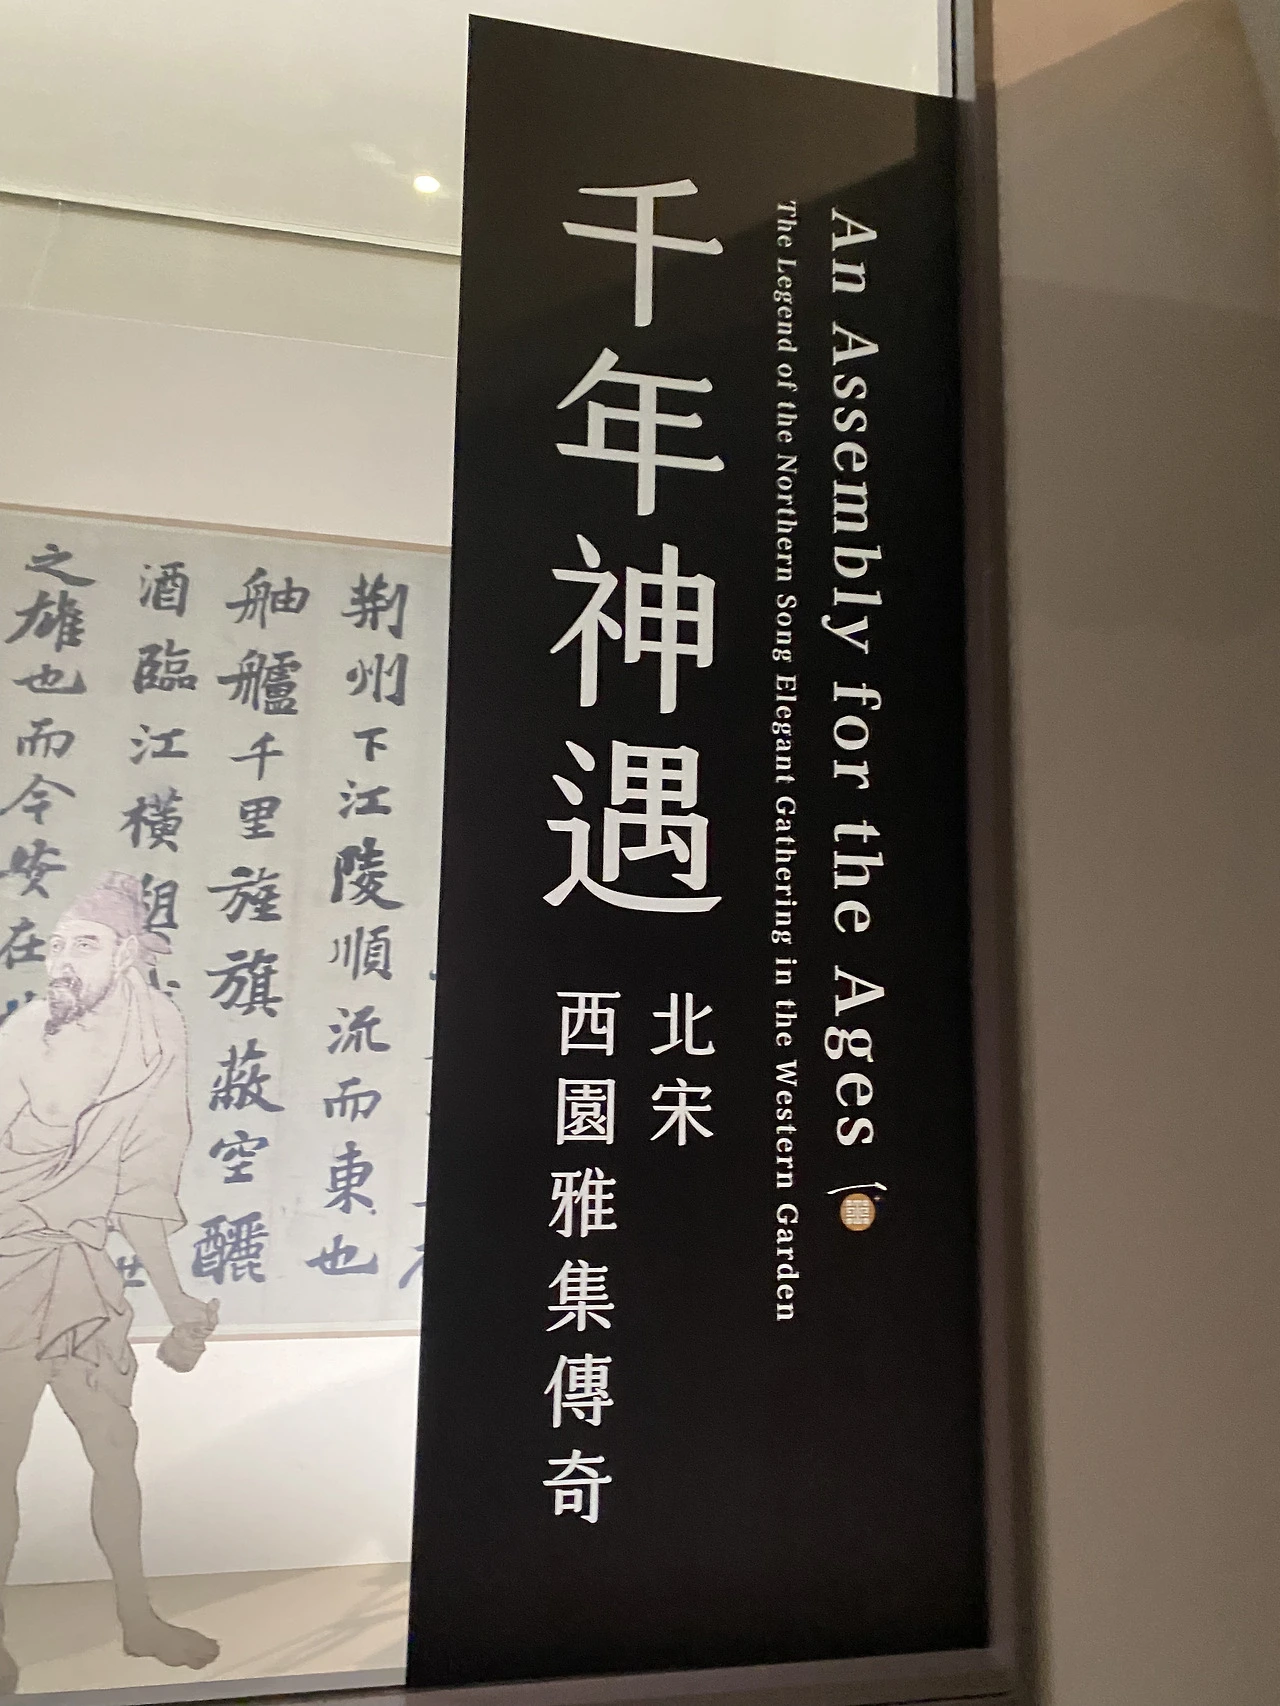 An Assembly for the Ages
The Legend of the Northern Song Elegant Gathering in the Western Garden
千年神遇
北宋
西園雅集傳奇
荆州下江陵順流而東也
舳艫千里旌旗蔽空釃
酒臨江橫
之雄也而今安在
世